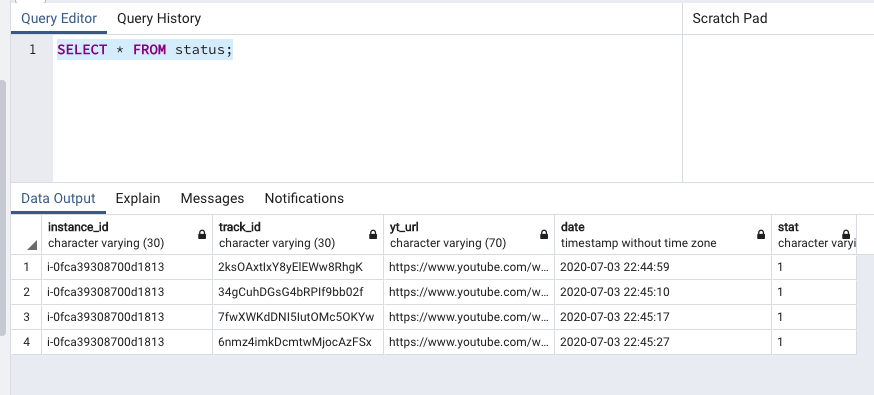 Query Editor Query History Scratch Pad
1 SELECT * FROM status;
Data Output Explain Messages Notifications
instance_id track_id yt_url date stat
character varying (30) character varying (30) character varying (70) timestamp without time zone character varyi
1 i-0fca39308700d1813 2ksOAxtIxY8yElEWw8RhgK https://www.youtube.com/w... 2020-07-03 22:44:59 1
2 i-0fca39308700d1813 34gCuhDGsG4bRPIf9bb02f https://www.youtube.com/w... 2020-07-03 22:45:10 1
3 i-0fca39308700d1813 7fwXWKdDNI5IutOMc5OKYw https://www.youtube.com/w... 2020-07-03 22:45:17 1
4 i-0fca39308700d1813 6nmz4imkDcmtwMjocAzFSx https://www.youtube.com/w... 2020-07-03 22:45:27 1